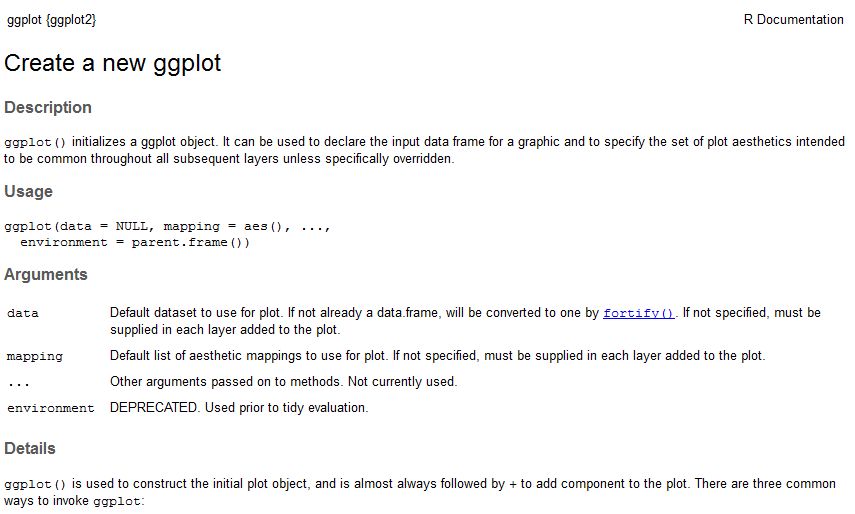 ggplot {ggplot2}
R Documentation
Create a new ggplot
Description
ggplot() initializes a ggplot object. It can be used to declare the input data frame for a graphic and to specify the set of plot aesthetics intended
to be common throughout all subsequent layers unless specifically overridden.
Usage
ggplot(data = NULL, mapping = aes(), ...,
  environment = parent.frame())
Arguments
data
Default dataset to use for plot. If not already a data.frame, will be converted to one by fortify(). If not specified, must be
supplied in each layer added to the plot.
mapping
Default list of aesthetic mappings to use for plot. If not specified, must be supplied in each layer added to the plot.
...
Other arguments passed on to methods. Not currently used.
environment
DEPRECATED. Used prior to tidy evaluation.
Details
ggplot() is used to construct the initial plot object, and is almost always followed by + to add component to the plot. There are three common
ways to invoke ggplot: